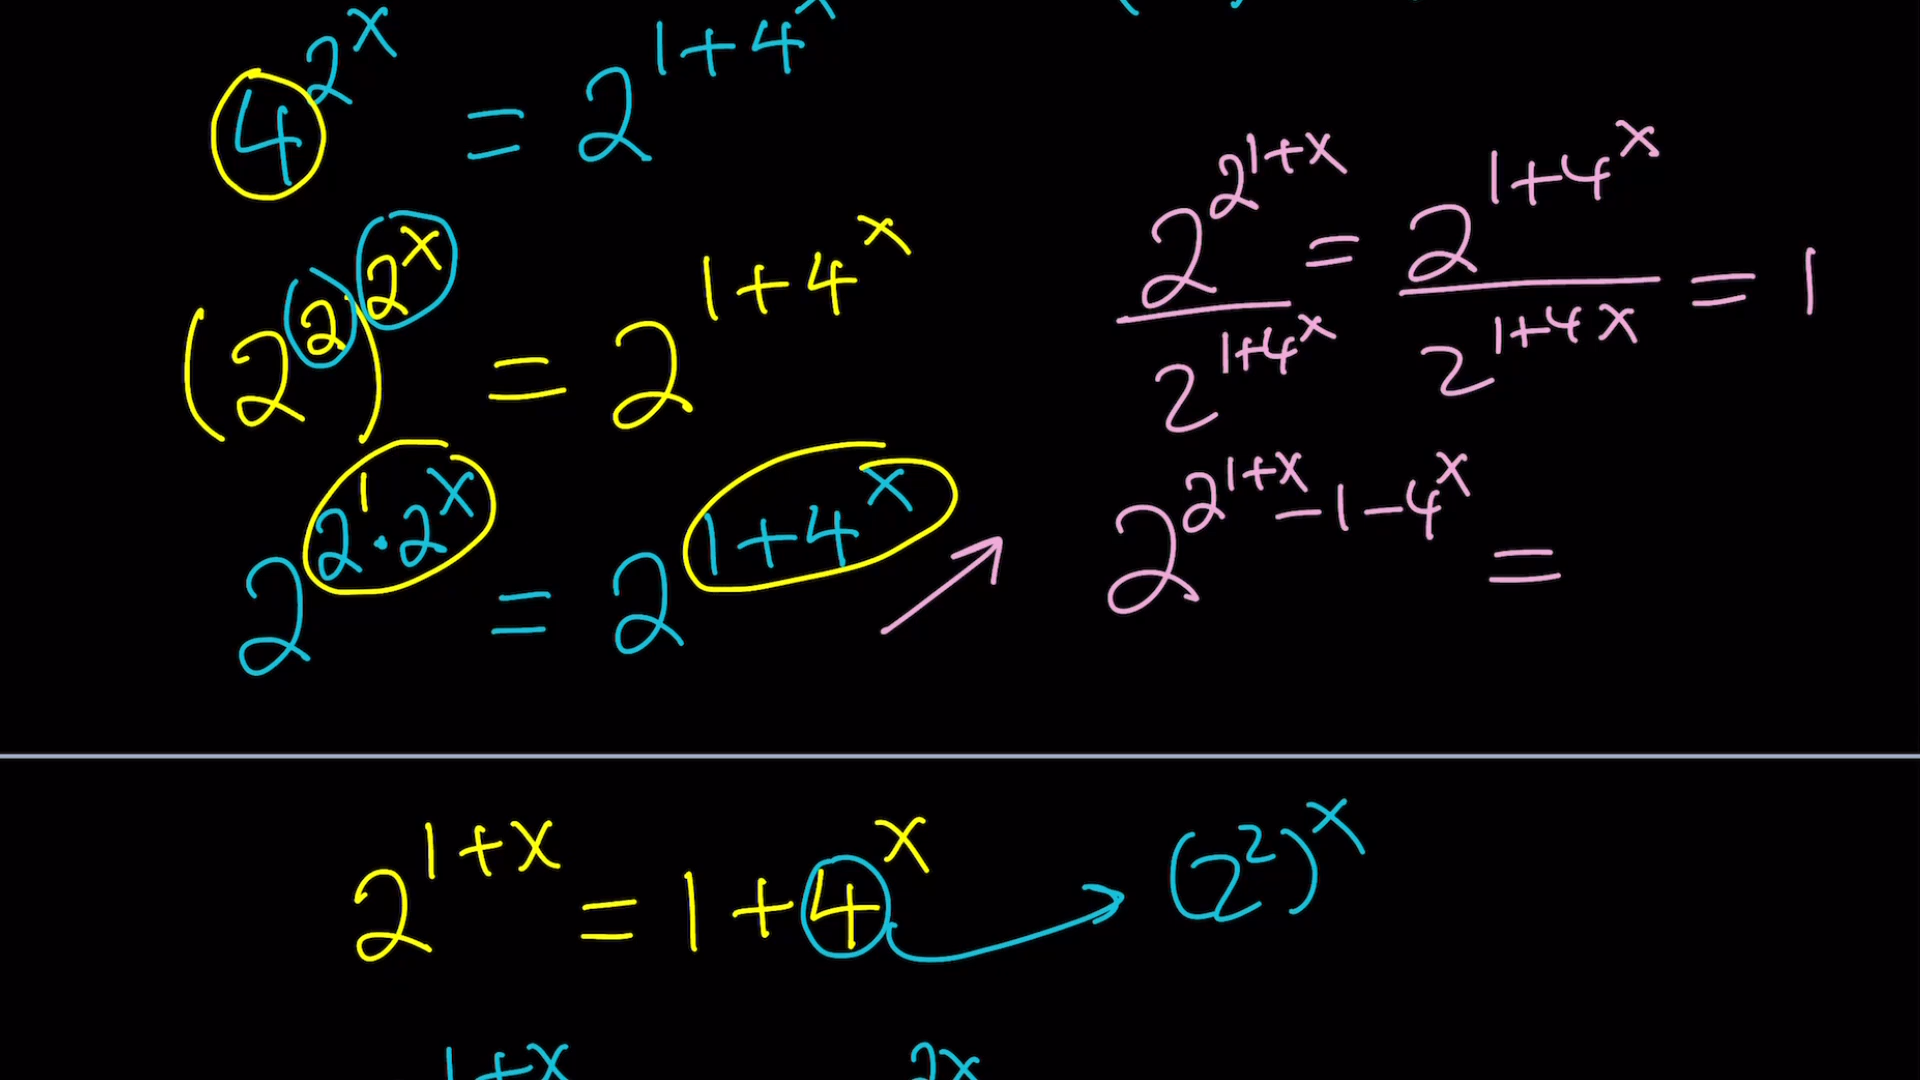 4^{2^x} = 2^{1+4^x}
(2^2)^{2^x} = 2^{1+4^x}
2^{2^1·2^x} = 2^{1+4^x}
2^{2^{1+x}}/2^{1+4^x} = 2^{1+4^x}/2^{1+4x} = 1
2^{2^{1+x}-1-4^x} =
2^{1+x} = 1+4^x (2^2)^x
1+x 2x